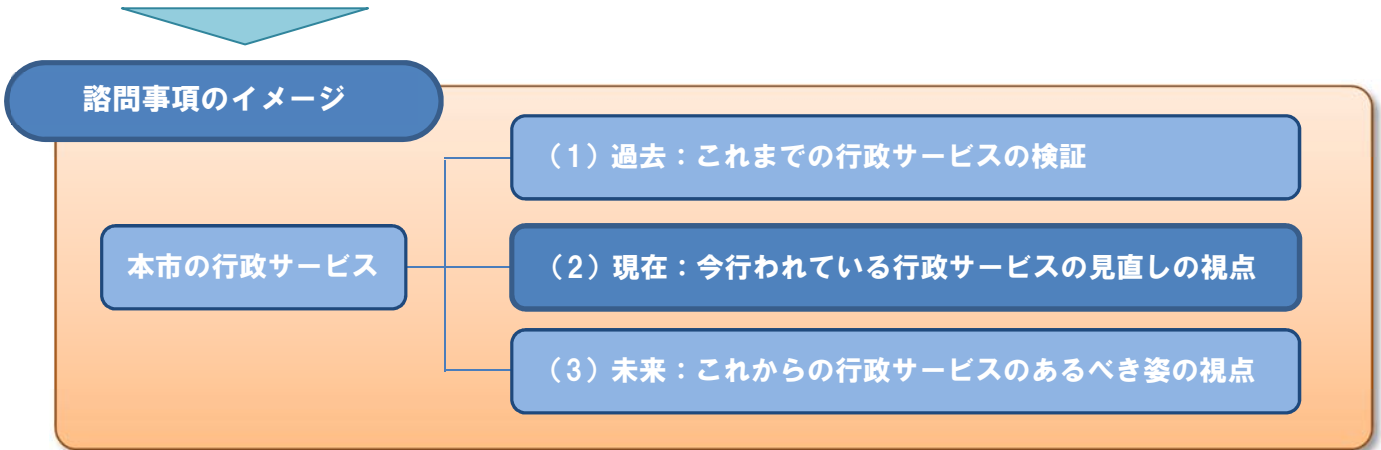 諮問事項のイメージ
（１）過去：これまでの行政サービスの検証
本市の行政サービス
（２）現在：今行われている行政サービスの見直しの視点
（３）未来：これからの行政サービスのあるべき姿の視点